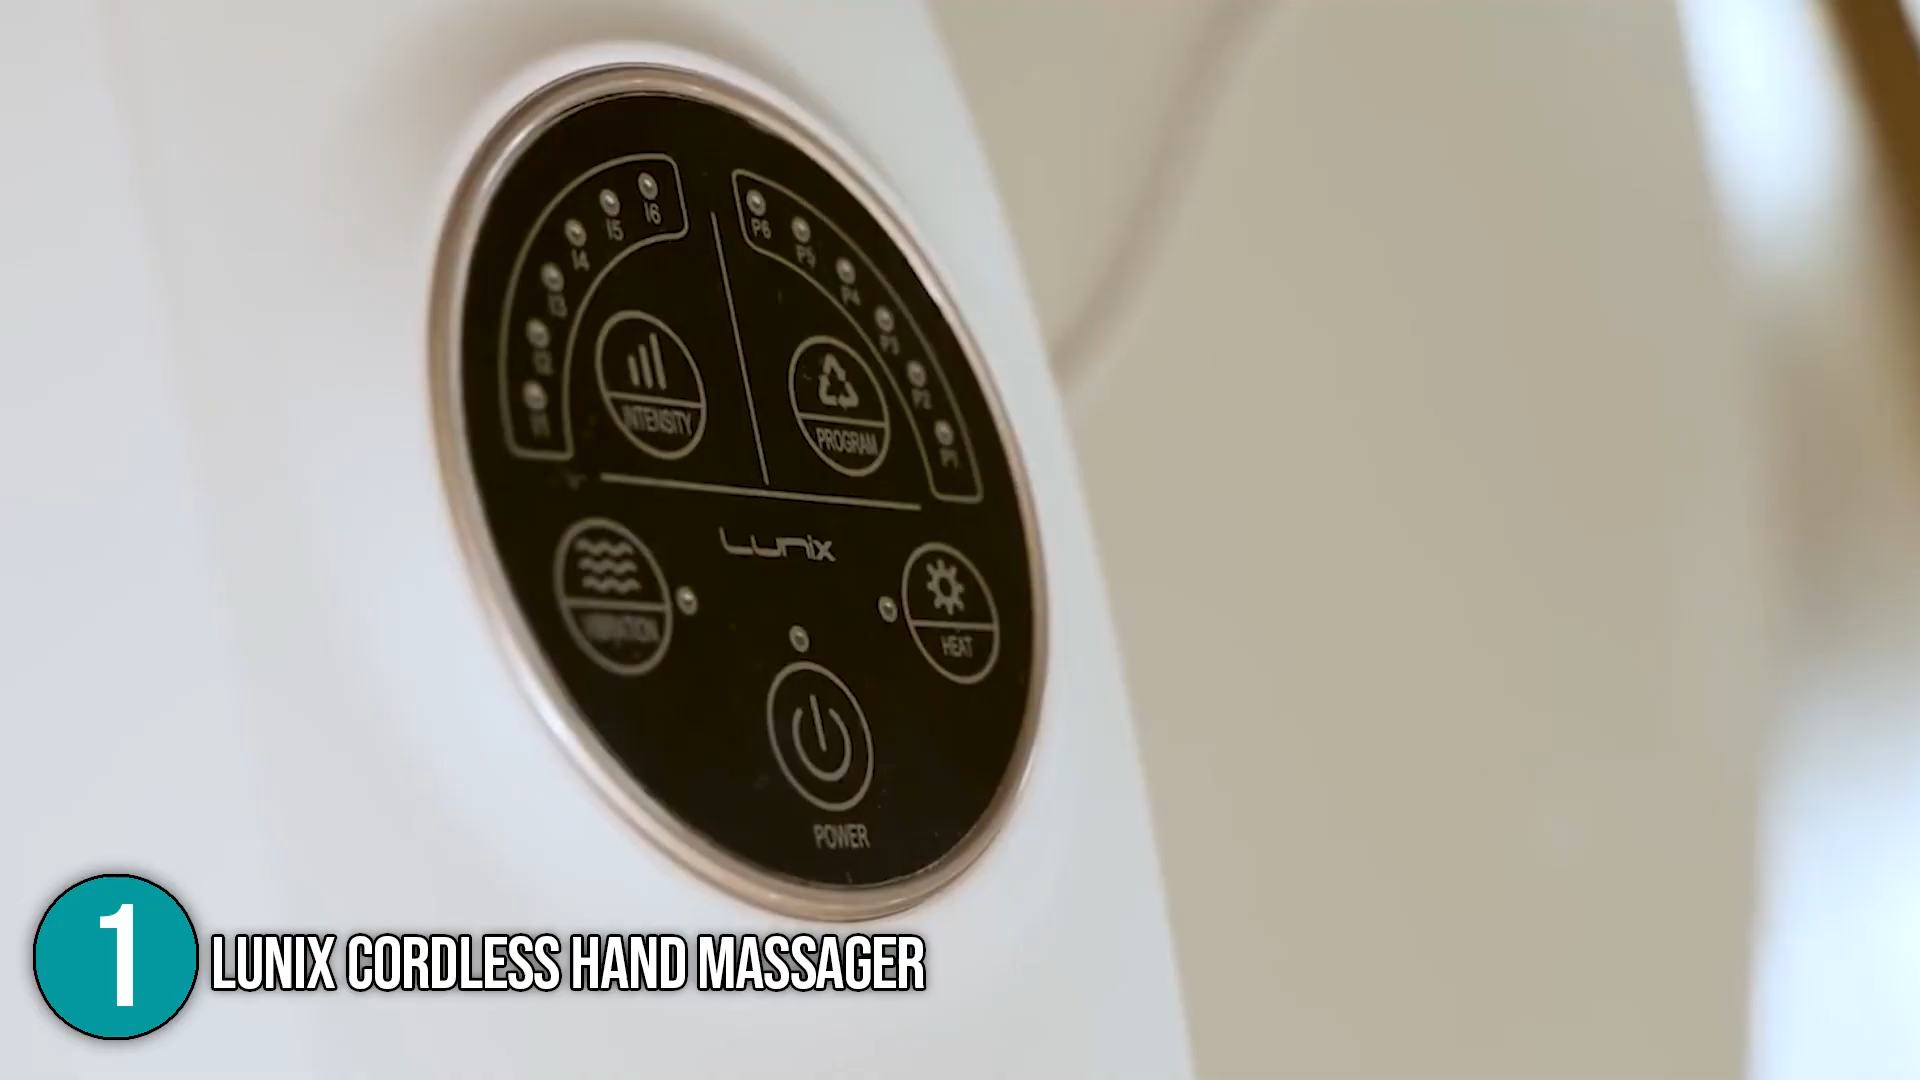 I6
I5
I4
I3
I2
P6
P5
P4
P3
P2
P1
INTENSITY
PROGRAM
Lunix
VIBRATION
HEAT
POWER
1
LUNIX CORDLESS HAND MASSAGER